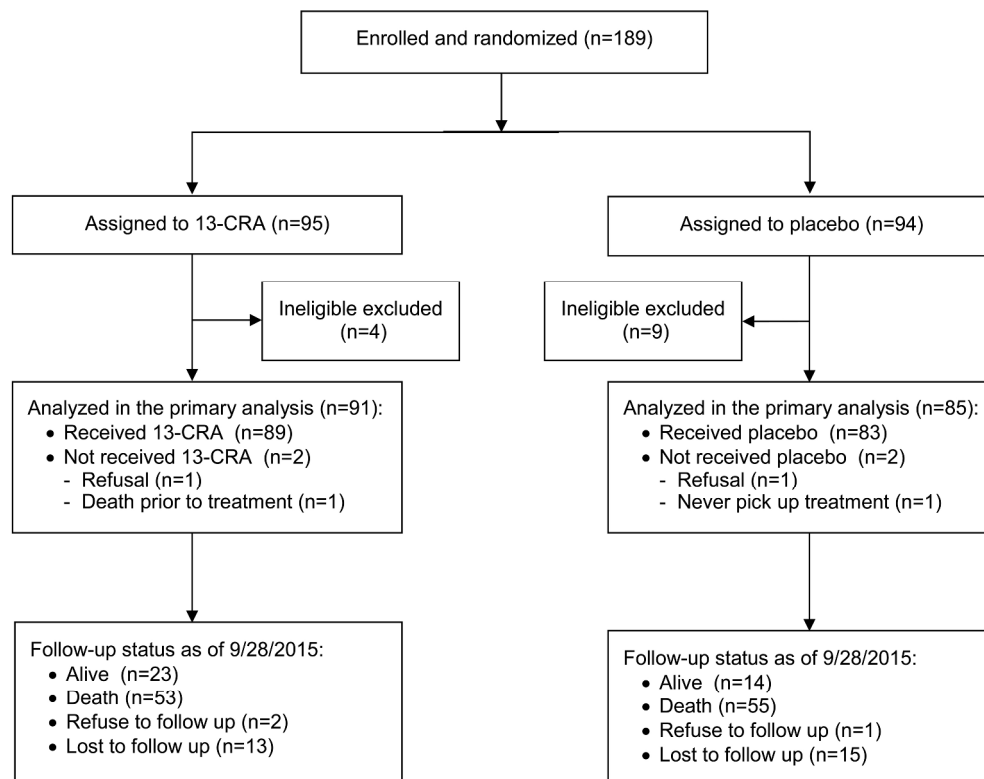 Enrolled and randomized (n=189)
Assigned to 13-CRA (n=95)
Assigned to placebo (n=94)
Ineligible excluded
(n=4)
Ineligible excluded
(n=9)
Analyzed in the primary analysis (n=91):
• Received 13-CRA (n=89)
• Not received 13-CRA (n=2)
- Refusal (n=1)
- Death prior to treatment (n=1)
Analyzed in the primary analysis (n=85):
• Received placebo (n=83)
• Not received placebo (n=2)
- Refusal (n=1)
- Never pick up treatment (n=1)
Follow-up status as of 9/28/2015:
• Alive (n=23)
• Death (n=53)
• Refuse to follow up (n=2)
• Lost to follow up (n=13)
Follow-up status as of 9/28/2015:
• Alive (n=14)
• Death (n=55)
• Refuse to follow up (n=1)
• Lost to follow up (n=15)